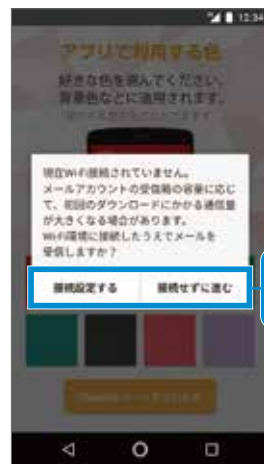 12:34
アプリで利用する色
好きな色を選んでください。
背景色などに適用されます。
現在Wi-Fi接続されていません。
メールアカウントの受信箱の容量に応じ
て、初回のダウンロードにかかる通信量
が大きくなる場合があります。
Wi-Fi環境に接続したうえでメールを
受信しますか？
接続設定する
接続せずに進む